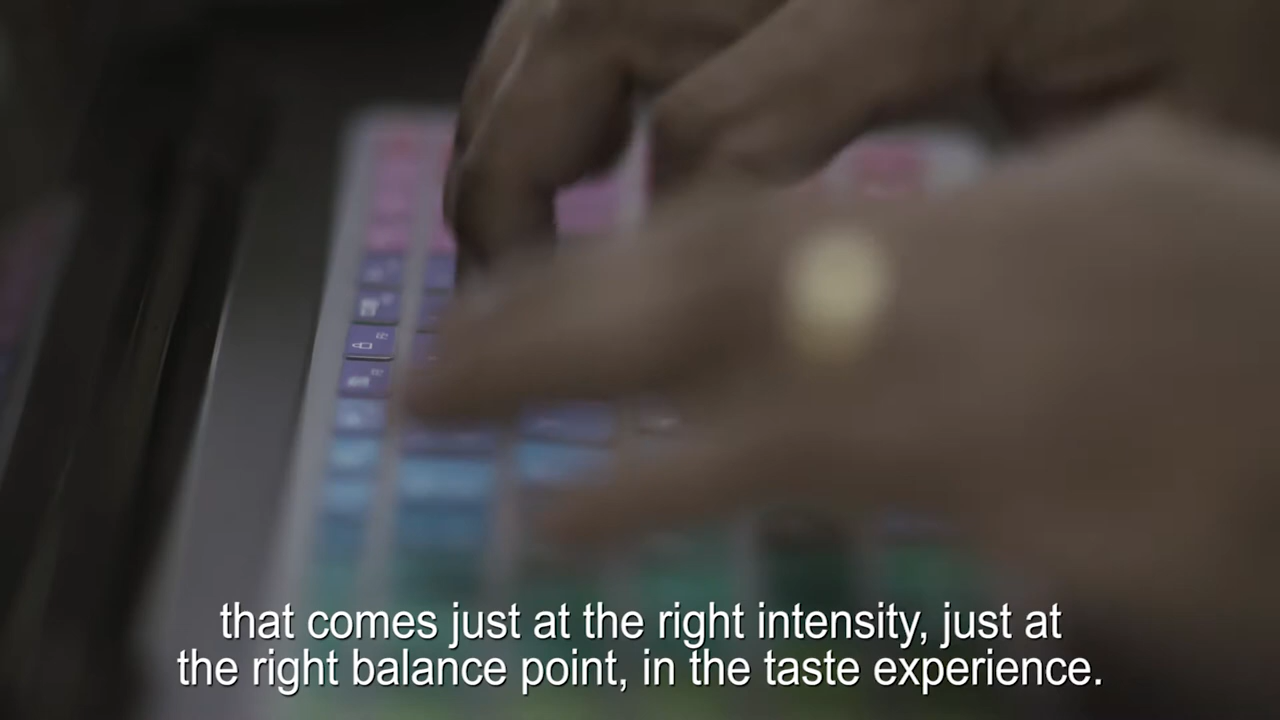 that comes just at the right intensity, just at
the right balance point, in the taste experience.